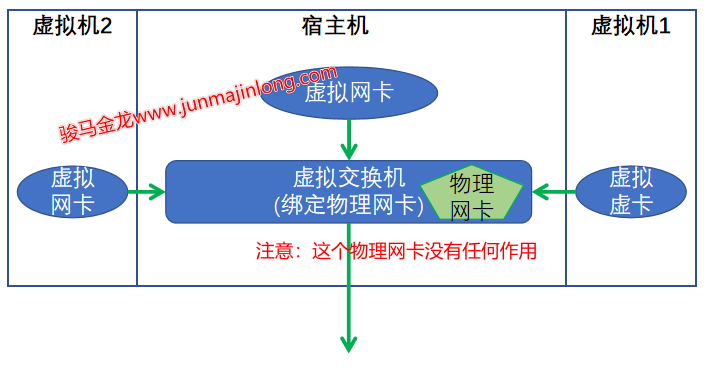 虚拟机2
宿主机
虚拟机1
虚拟网卡
骏马金龙www.junmajinlong.com
虚拟
网卡
虚拟交换机
(绑定物理网卡)
物理
网卡
虚拟
虚卡
注意：这个物理网卡没有任何作用